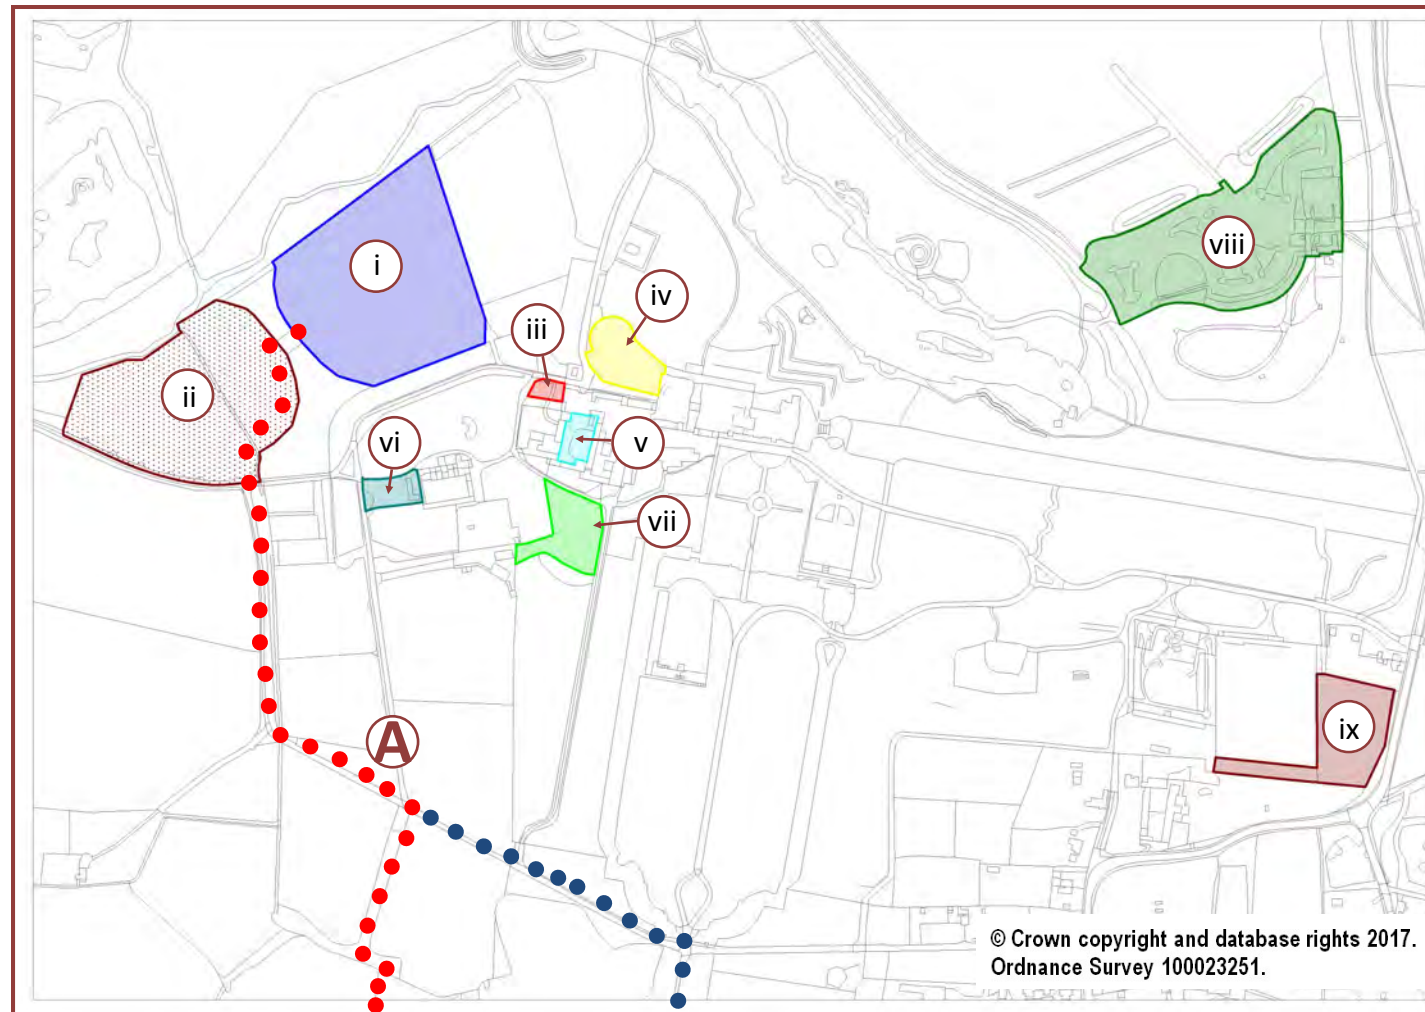 viii
i
iv
iii
ii
vi
v
vii
ix
A
© Crown copyright and database rights 2017.
Ordnance Survey 100023251.